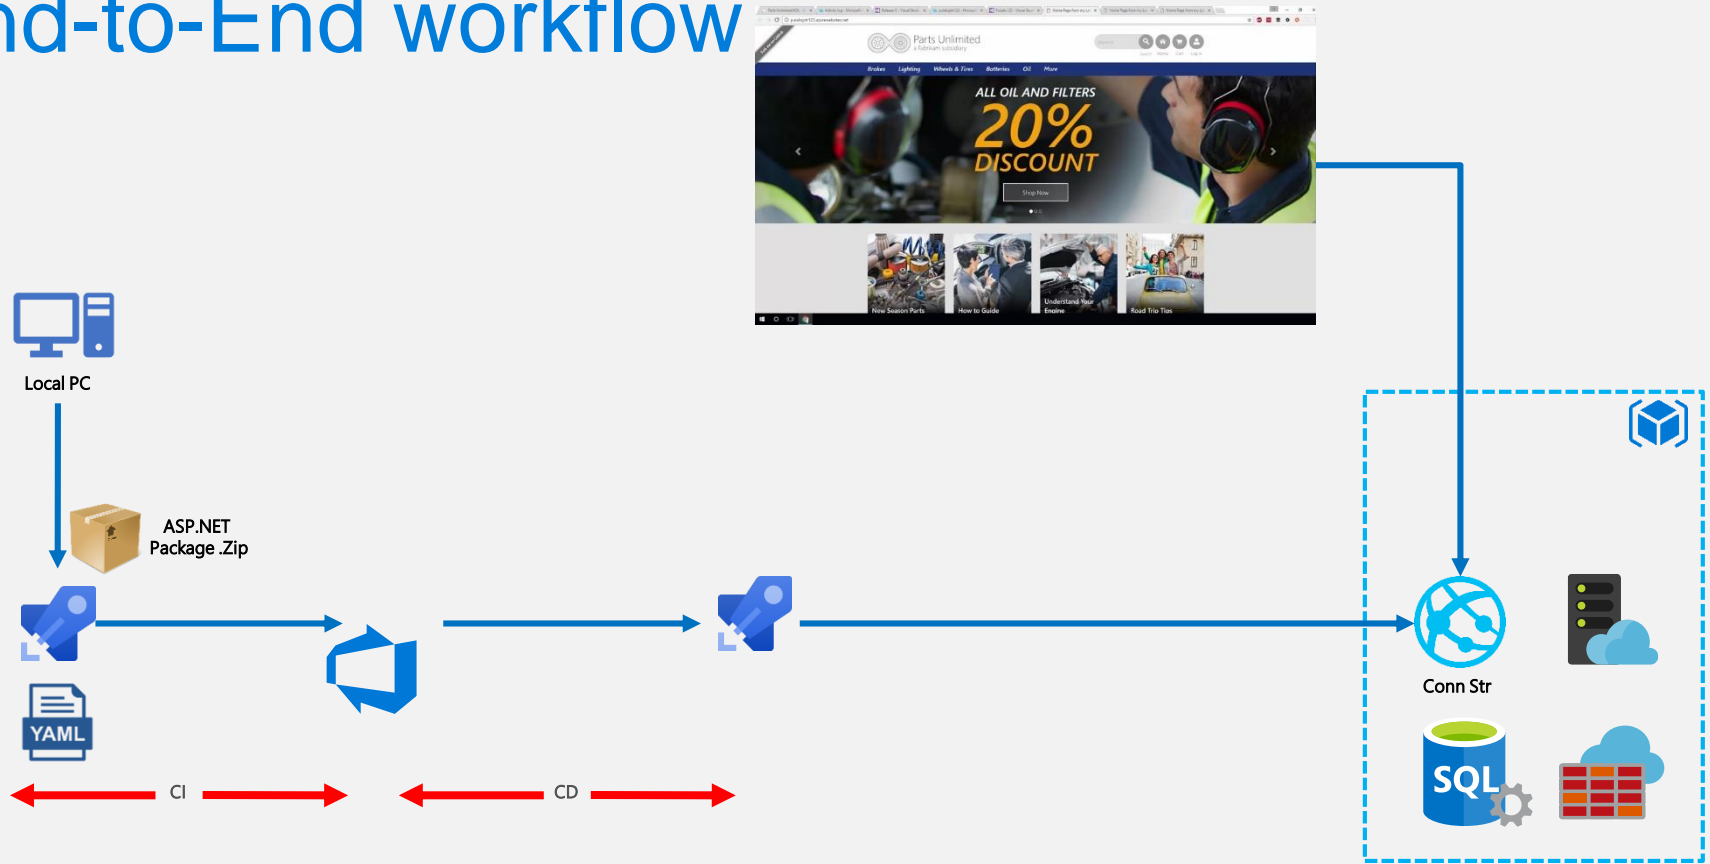 nd-to-End workflow
Parts Unlimited
a Fabrikam subsidiary
Brakes Lighting Wheels & Tires Batteries Oil More
ALL OIL AND FILTERS
20%
DISCOUNT
Shop Now
New Season Parts
How to Guide
Understand Your
Engine
Road Trip Tips
Local PC
ASP.NET
Package .Zip
YAML
CI
CD
Conn Str
SQL